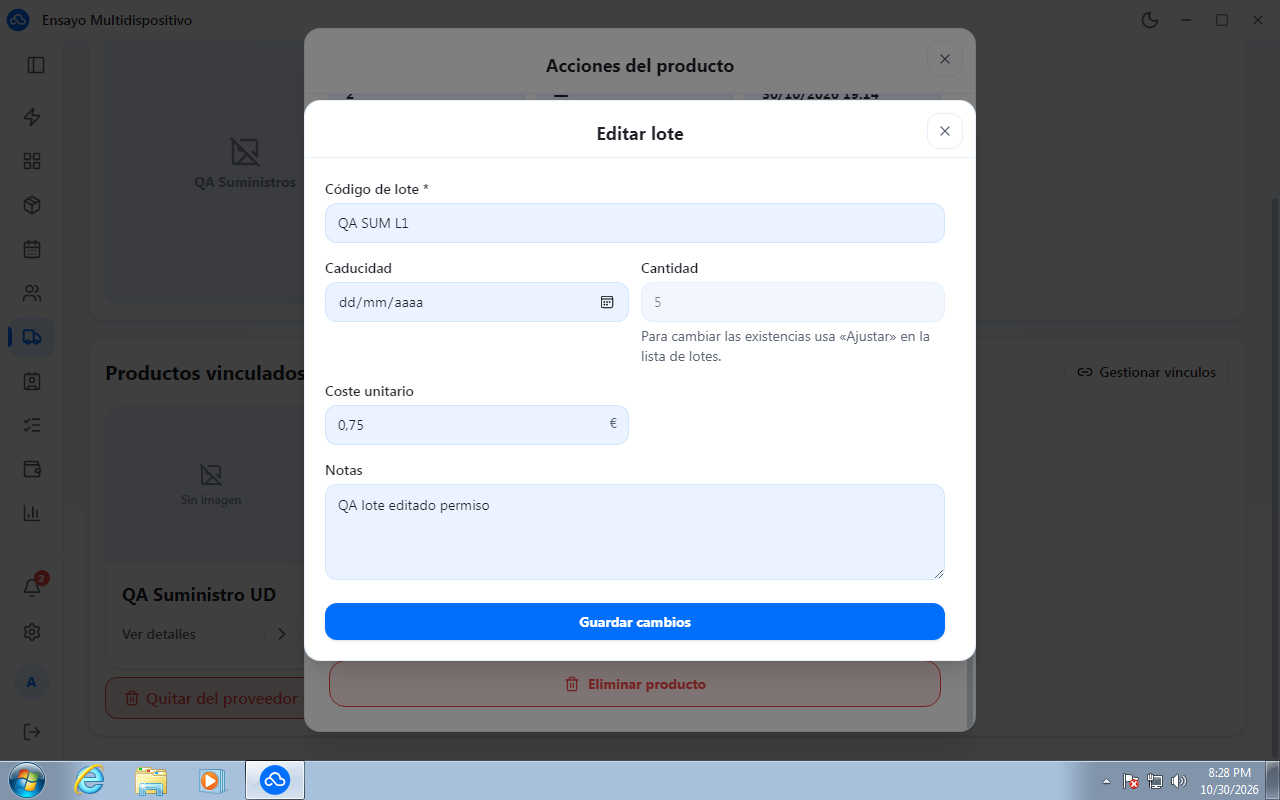 Ensayo Multidispositivo
Acciones del producto
2
—
30/10/2026 19:14
QA Suministros
Editar lote
Código de lote *
QA SUM L1
Caducidad
Cantidad
dd/mm/aaaa
5
Para cambiar las existencias usa «Ajustar» en la
lista de lotes.
Productos vinculados
Gestionar vínculos
Coste unitario
0,75
€
Notas
QA lote editado permiso
Sin imagen
QA Suministro UD
Ver detalles
Guardar cambios
Quitar del proveedor
Eliminar producto
2
A
8:28 PM
10/30/2026